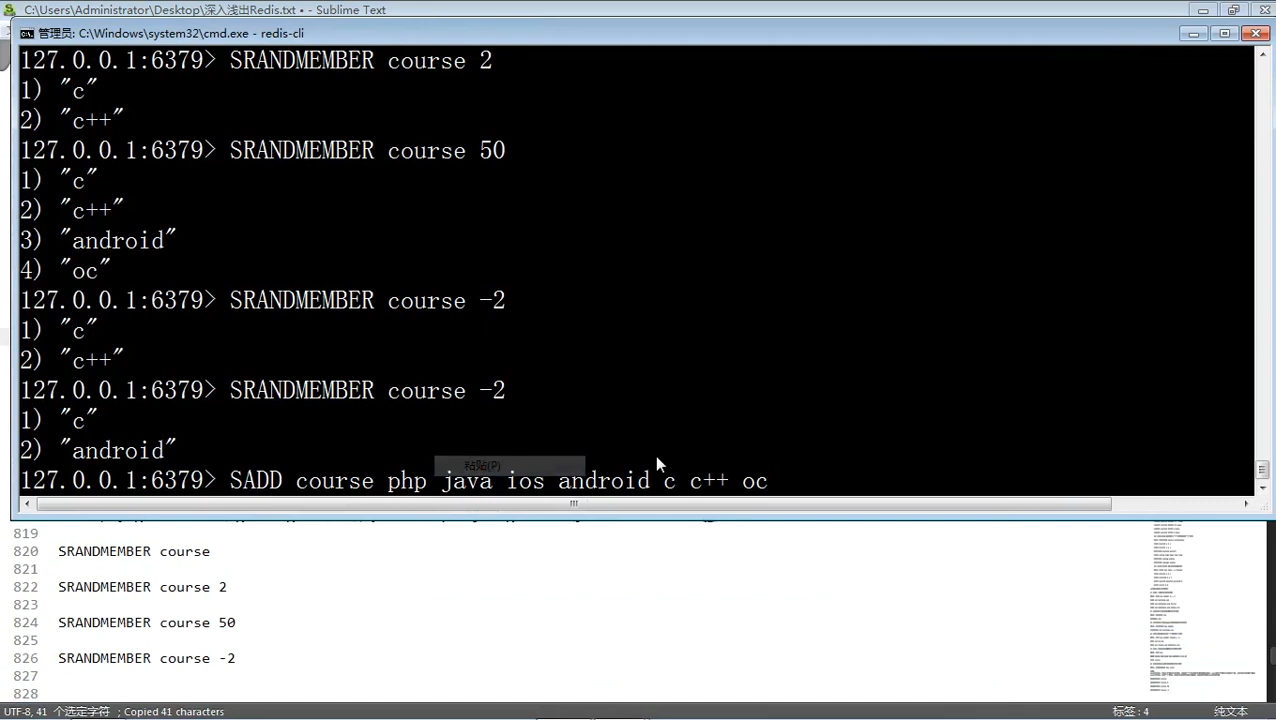 C:\Users\Administrator\Desktop\深入浅出Redis.txt • - Sublime Text
管理员: C:\Windows\system32\cmd.exe - redis-cli
127.0.0.1:6379> SRANDMEMBER course 2
1) "c"
2) "c++"
127.0.0.1:6379> SRANDMEMBER course 50
1) "c"
2) "c++"
3) "android"
4) "oc"
127.0.0.1:6379> SRANDMEMBER course -2
1) "c"
2) "c++"
127.0.0.1:6379> SRANDMEMBER course -2
1) "c"
2) "android"
粘贴(P)
127.0.0.1:6379> SADD course php java ios android c c++ oc
819
820 SRANDMEMBER course
821
822 SRANDMEMBER course 2
823
824 SRANDMEMBER course 50
825
826 SRANDMEMBER course -2
827
828
UTF-8, 41 个选定字符 ; Copied 41 characters
标签: 4
纯文本